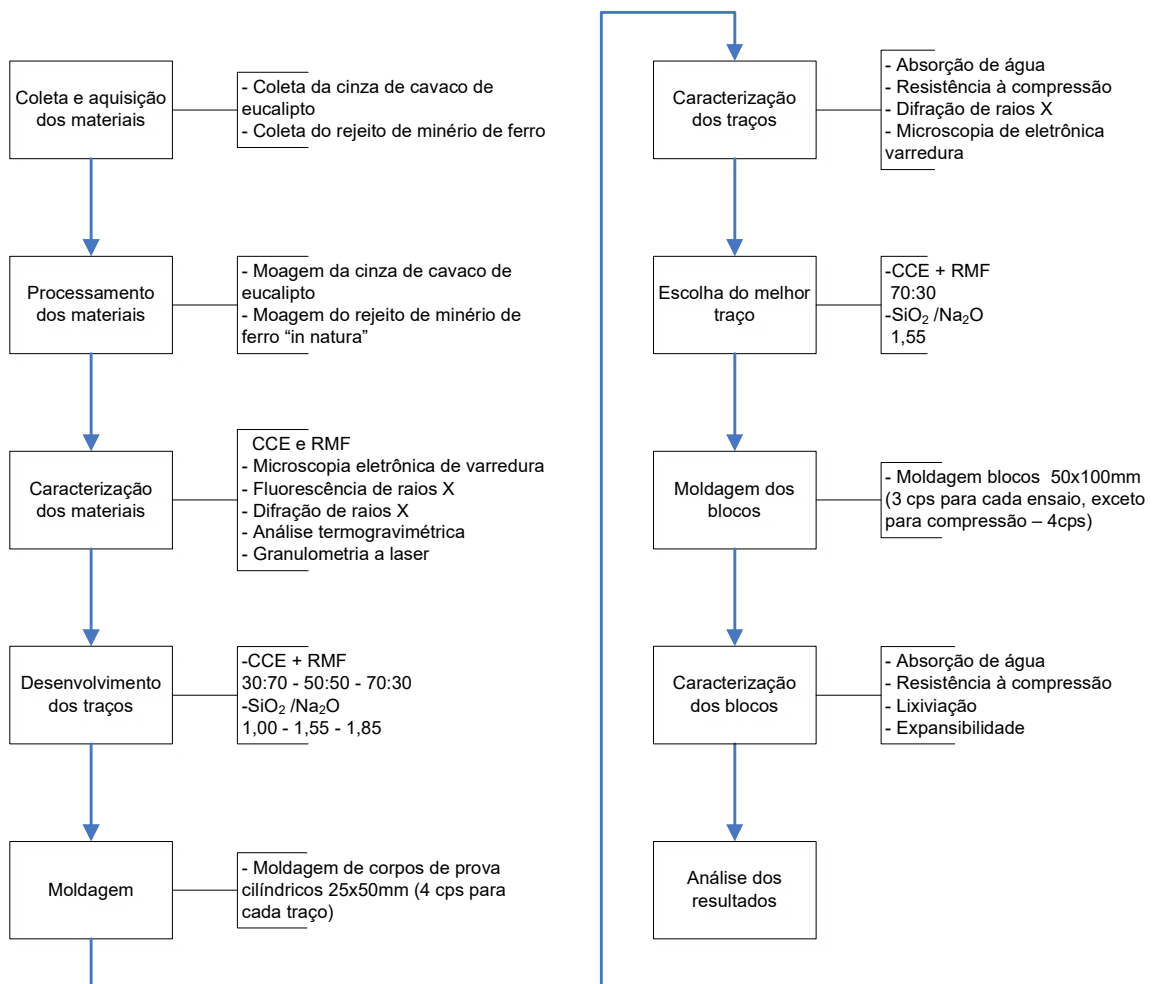 Coleta e aquisição
dos materiais
- Coleta da cinza de cavaco de
eucalipto
- Coleta do rejeito de minério de ferro
Processamento
dos materiais
- Moagem da cinza de cavaco de
eucalipto
- Moagem do rejeito de minério de
ferro “in natura”
Caracterização
dos materiais
CCE e RMF
- Microscopia eletrônica de varredura
- Fluorescência de raios X
- Difração de raios X
- Análise termogravimétrica
- Granulometria a laser
Desenvolvimento
dos traços
-CCE + RMF
30:70 - 50:50 - 70:30
-SiO₂ /Na₂O
1,00 - 1,55 - 1,85
Moldagem
- Moldagem de corpos de prova
cilíndricos 25x50mm (4 cps para
cada traço)
Caracterização
dos traços
- Absorção de água
- Resistência à compressão
- Difração de raios X
- Microscopia de eletrônica
varredura
Escolha do melhor
traço
-CCE + RMF
70:30
-SiO₂ /Na₂O
1,55
Moldagem dos
blocos
- Moldagem blocos 50x100mm
(3 cps para cada ensaio, exceto
para compressão – 4cps)
Caracterização
dos blocos
- Absorção de água
- Resistência à compressão
- Lixiviação
- Expansibilidade
Análise dos
resultados